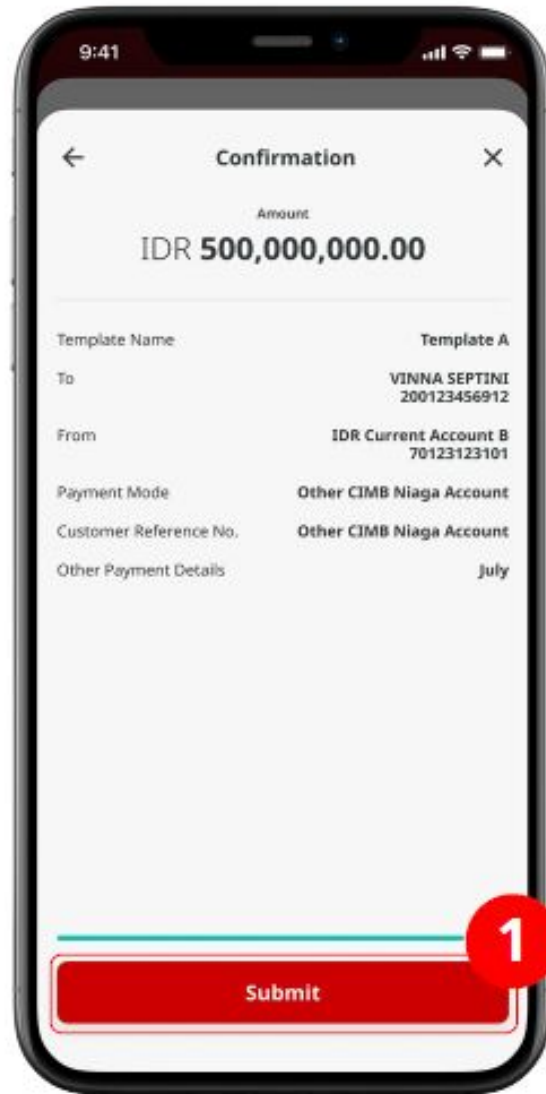 9:41
Confirmation
Amount
IDR 500,000,000.00
Template Name Template A
To VINNA SEPTINI
200123456912
From IDR Current Account B
70123123101
Payment Mode Other CIMB Niaga Account
Customer Reference No. Other CIMB Niaga Account
Other Payment Details July
1
Submit